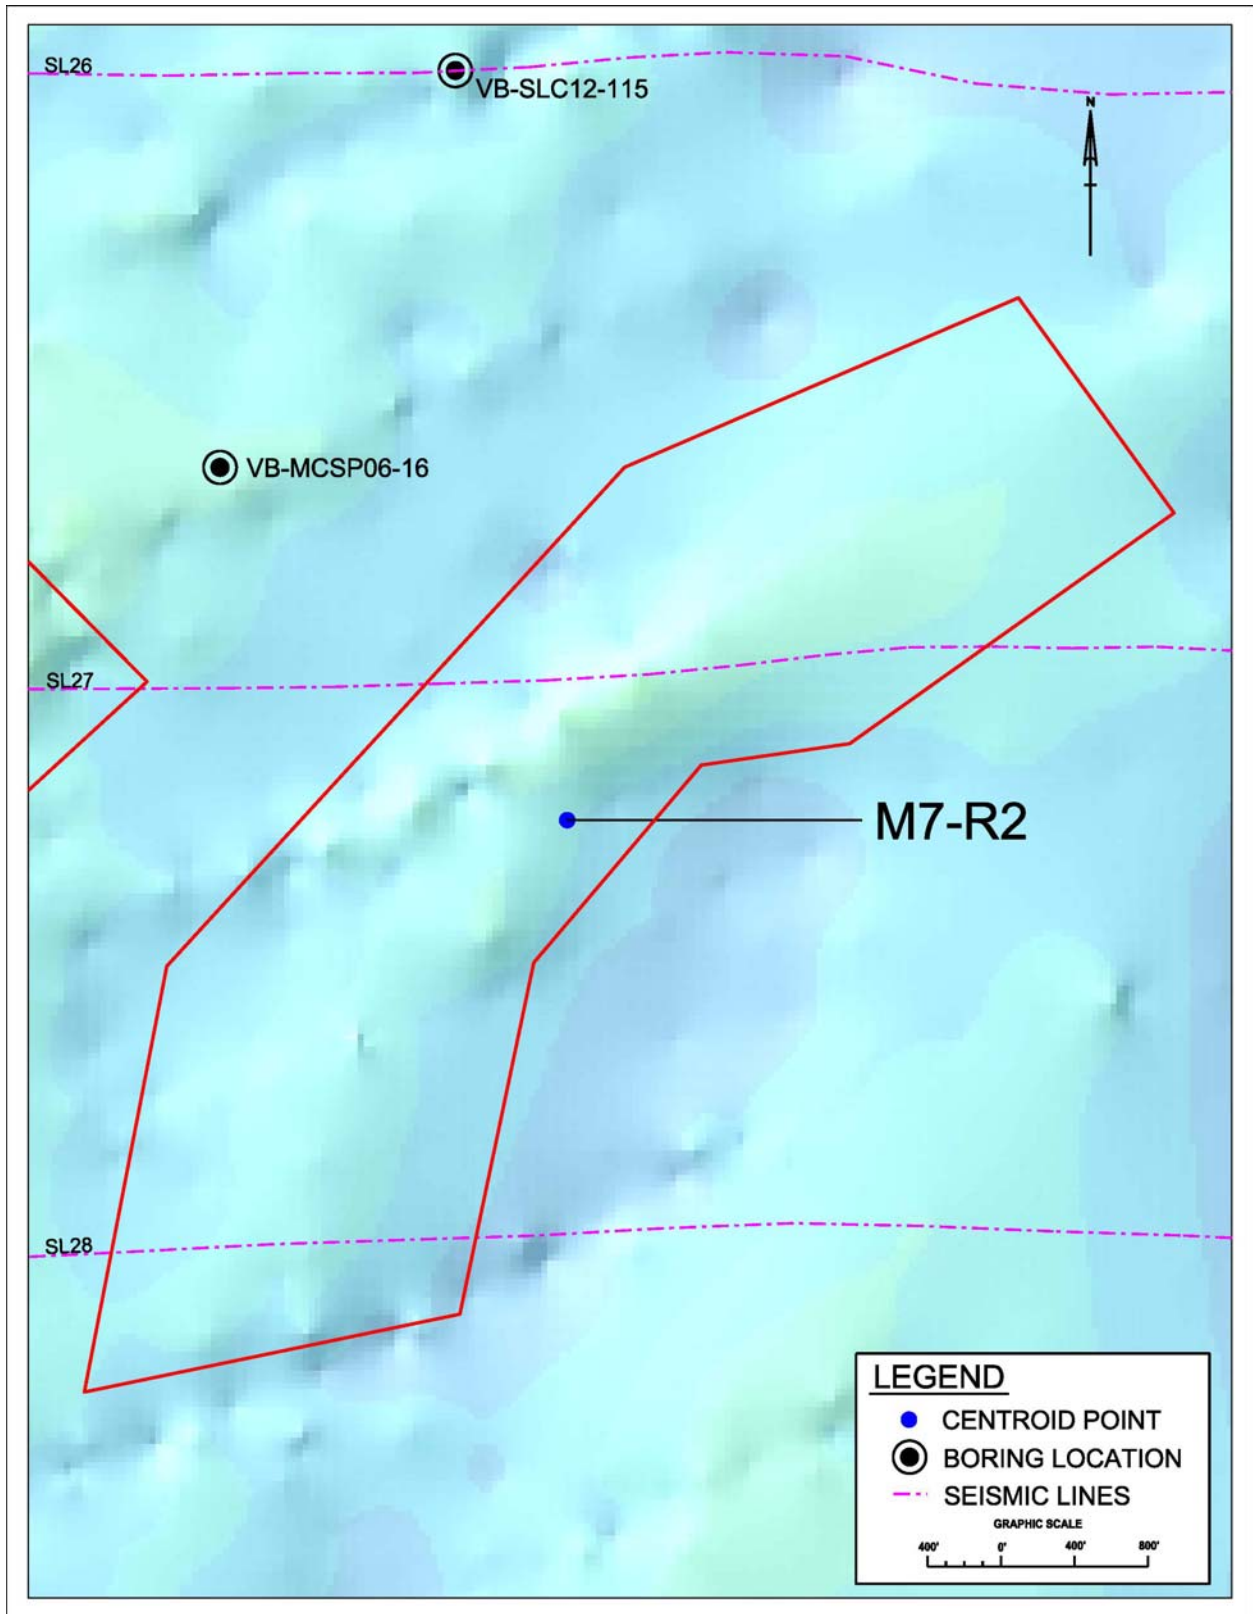 SL26
VB-SLC12-115
N
VB-MCSP06-16
SL27
M7-R2
SL28
LEGEND
CENTROID POINT
BORING LOCATION
SEISMIC LINES
GRAPHIC SCALE
400' 0' 400' 800'